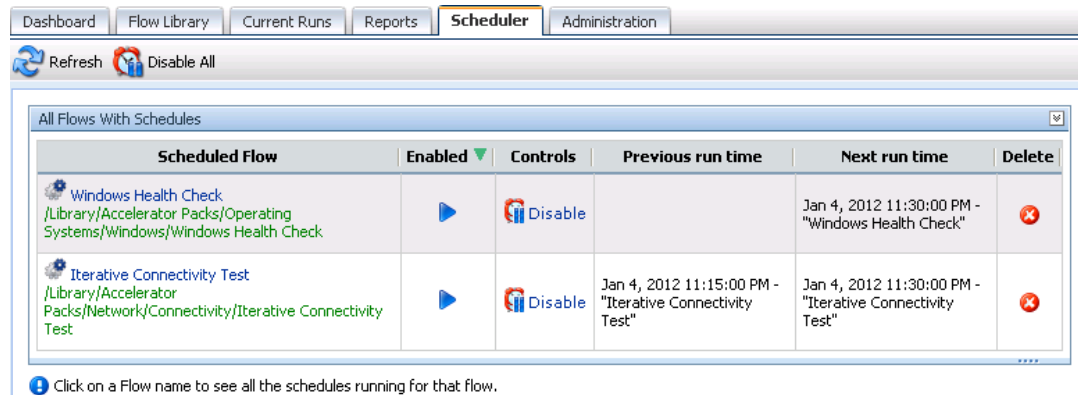 Dashboard Flow Library Current Runs Reports Scheduler Administration
Refresh Disable All
All Flows With Schedules
Scheduled Flow Enabled Controls Previous run time Next run time Delete
Windows Health Check
/Library/Accelerator Packs/Operating
Systems/Windows/Windows Health Check
Disable
Jan 4, 2012 11:30:00 PM -
"Windows Health Check"
Iterative Connectivity Test
/Library/Accelerator
Packs/Network/Connectivity/Iterative Connectivity
Test
Disable
Jan 4, 2012 11:15:00 PM -
"Iterative Connectivity
Test"
Jan 4, 2012 11:30:00 PM -
"Iterative Connectivity
Test"
Click on a Flow name to see all the schedules running for that flow.